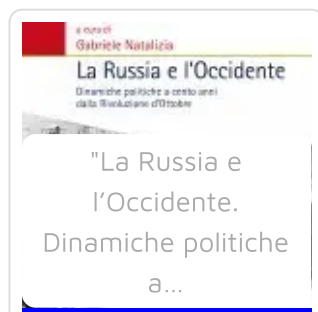 a cura di
Gabriele Natalizia
La Russia e l'Occidente
Dinamiche politiche a cento anni
dalla Rivoluzione d'Ottobre
"La Russia e
l’Occidente.
Dinamiche politiche
a...